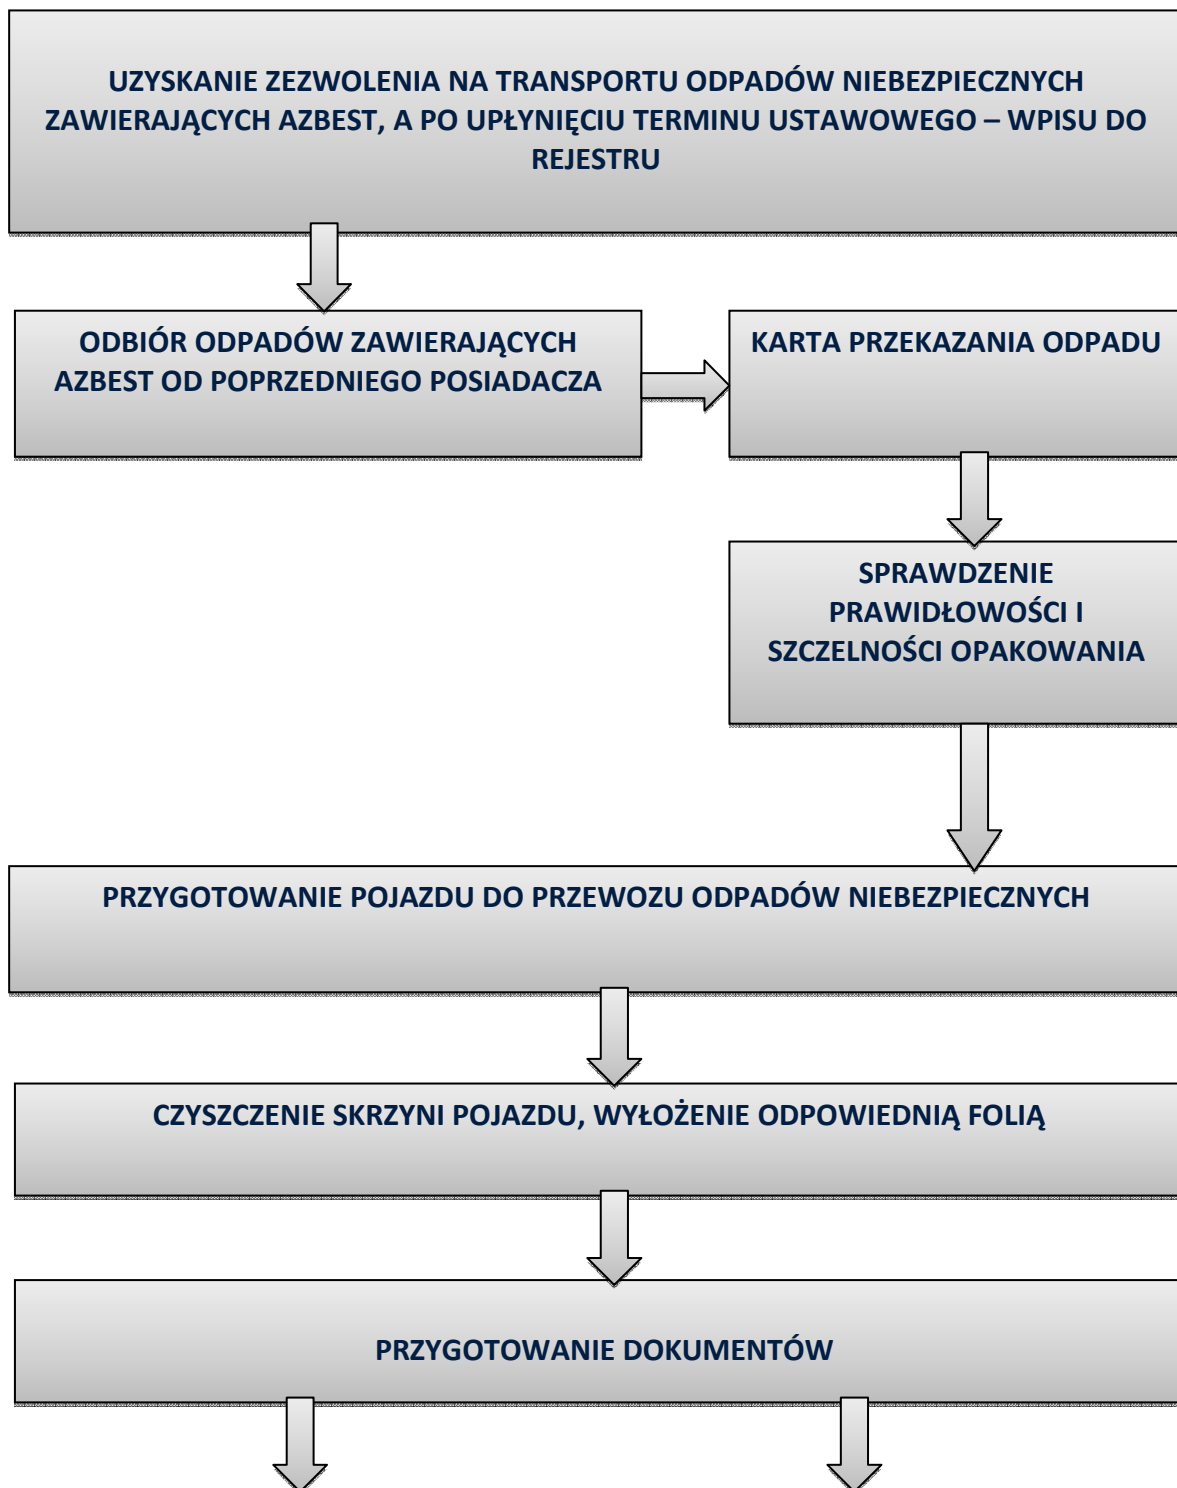 UZYSKANIE ZEZWOLENIA NA TRANSPORTU ODPADÓW NIEBEZPIECZNYCH
ZAWIERAJĄCYCH AZBEST, A PO UPŁYNIĘCIU TERMINU USTAWOWEGO – WPISU DO
REJESTRU
ODBIÓR ODPADÓW ZAWIERAJĄCYCH
AZBEST OD POPRZEDNIEGO POSIADACZA
KARTA PRZEKAZANIA ODPADU
SPRAWDZENIE
PRAWIDŁOWOŚCI I
SZCZELNOŚCI OPAKOWANIA
PRZYGOTOWANIE POJAZDU DO PRZEWOZU ODPADÓW NIEBEZPIECZNYCH
CZYSZCZENIE SKRZYNI POJAZDU, WYŁOŻENIE ODPOWIEDNIĄ FOLIĄ
PRZYGOTOWANIE DOKUMENTÓW